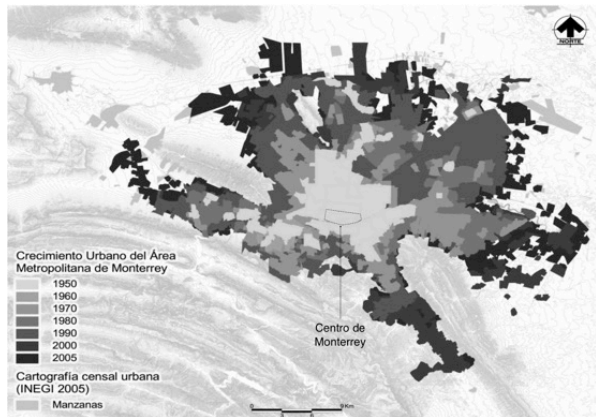 NORTE
Crecimiento Urbano del Área
Metropolitana de Monterrey
1950
1960
1970
1980
1990
2000
2005
Cartografía censal urbana
(INEGI 2005)
Manzanas
Centro de
Monterrey
0 9 Km